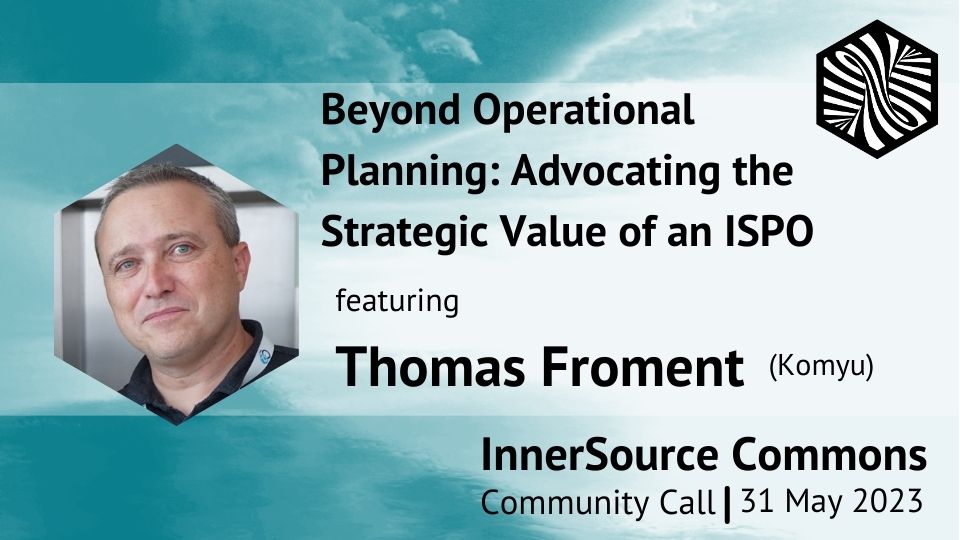 Beyond Operational
Planning: Advocating the
Strategic Value of an ISPO
featuring
Thomas Froment (Komyu)
InnerSource Commons
Community Call | 31 May 2023